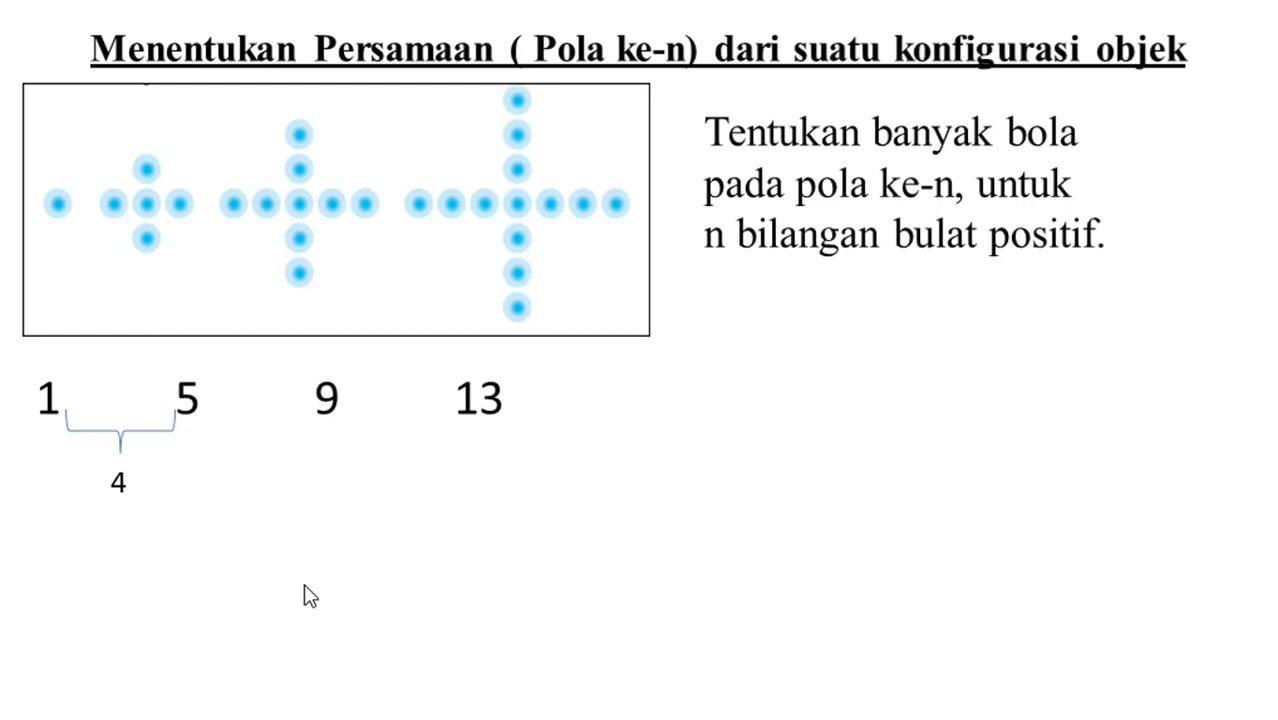 Menentukan Persamaan ( Pola ke-n) dari suatu konfigurasi objek
Tentukan banyak bola
pada pola ke-n, untuk
n bilangan bulat positif.
1 5 9 13
4